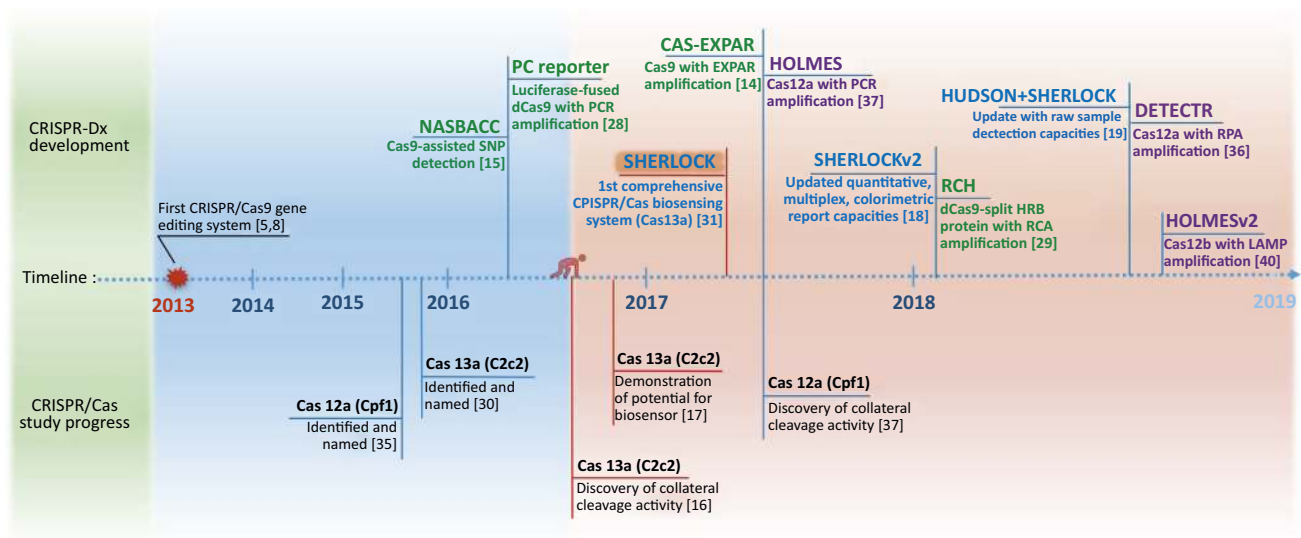 CRISPR-Dx
development
First CRISPR/Cas9 gene
editing system [5,8]
NASBACC
Cas9-assisted SNP
detection [15]
PC reporter
Luciferase-fused
dCas9 with PCR
amplification [28]
SHERLOCK
1st comprehensive
CPISPR/Cas biosensing
system (Cas13a) [31]
CAS-EXPAR
Cas9 with EXPAR
amplification [14]
HOLMES
Cas12a with PCR
amplification [37]
SHERLOCKv2
Updated quantitative,
multiplex, colorimetric
report capacities [18]
RCH
dCas9-split HRB
protein with RCA
amplification [29]
HUDSON+SHERLOCK
Update with raw sample
dectection capacities [19]
DETECTR
Cas12a with RPA
amplification [36]
HOLMESv2
Cas12b with LAMP
amplification [40]
Timeline :
2013
2014
2015
2016
2017
2018
2019
CRISPR/Cas
study progress
Cas 12a (Cpf1)
Identified and
named [35]
Cas 13a (C2c2)
Identified and
named [30]
Cas 13a (C2c2)
Discovery of collateral
cleavage activity [16]
Cas 13a (C2c2)
Demonstration
of potential for
biosensor [17]
Cas 12a (Cpf1)
Discovery of collateral
cleavage activity [37]